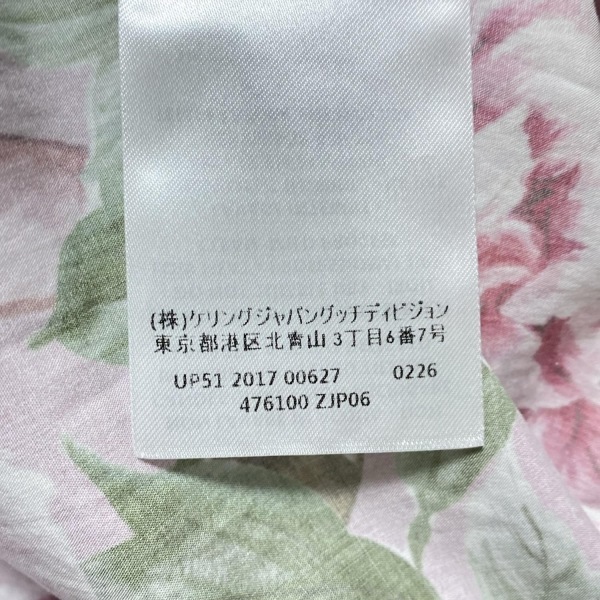 (株)ケリングジャパングッチディビジョン
東京都港区北青山3丁目6番7号
UP51 2017 00627 0226
476100 ZJP06